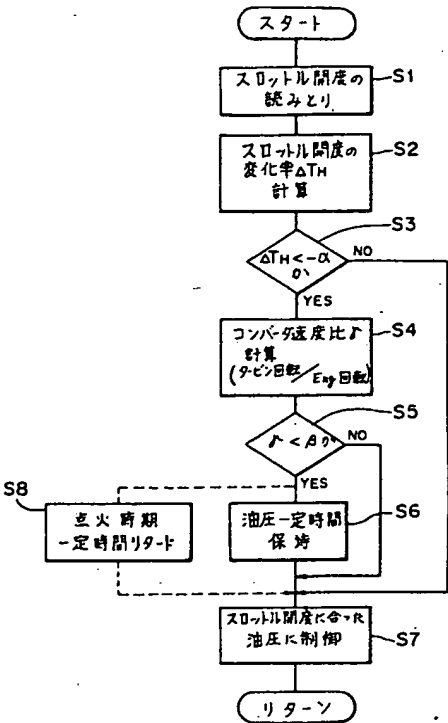 スタート
スロットル開度の
読みとり
S1
スロットル開度の
変化率ΔTH
計算
S2
S3
ΔTH<-α
か
NO
YES
コンバータ速度比γ
計算
(タービン回転/Eng回転)
S4
S5
γ<βか
NO
YES
S8
点火時期
一定時間リタード
油圧一定時間
保持
S6
スロットル開度に合った
油圧に制御
S7
リターン